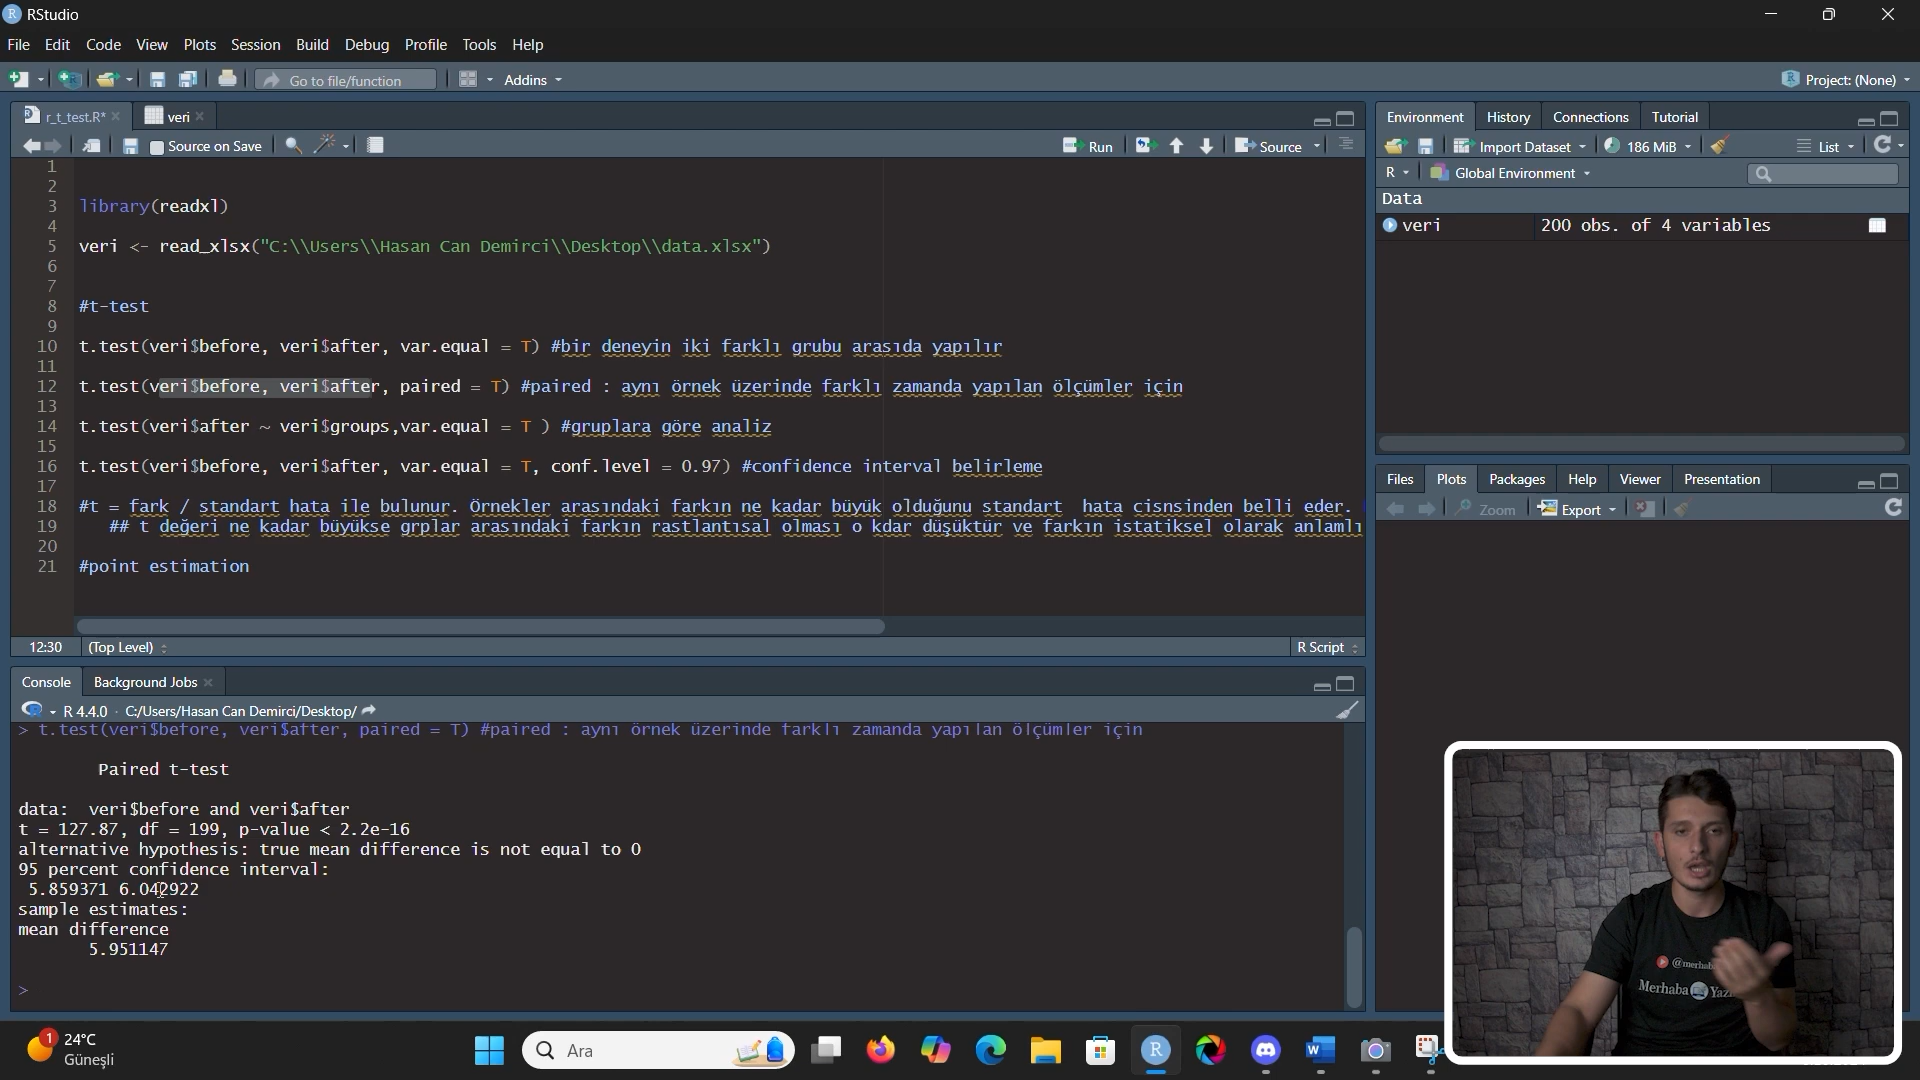 RStudio
File Edit Code View Plots Session Build Debug Profile Tools Help
Go to file/function Addins Project: (None)
r_t_test.R* veri
Source on Save Run Source
1
2
3 library(readxl)
4
5 veri <- read_xlsx("C:\\Users\\Hasan Can Demirci\\Desktop\\data.xlsx")
6
7
8 #t-test
9
10 t.test(veri$before, veri$after, var.equal = T) #bir deneyin iki farklı grubu arasıda yapılır
11
12 t.test(veri$before, veri$after, paired = T) #paired : aynı örnek üzerinde farklı zamanda yapılan ölçümler için
13
14 t.test(veri$after ~ veri$groups,var.equal = T ) #gruplara göre analiz
15
16 t.test(veri$before, veri$after, var.equal = T, conf.level = 0.97) #confidence interval belirleme
17
18 #t = fark / standart hata ile bulunur. Örnekler arasındaki farkın ne kadar büyük olduğunu standart hata cisnsinden belli eder.
19 ## t değeri ne kadar büyükse grplar arasındaki farkın rastlantısal olması o kdar düşüktür ve farkın istatiksel olarak anlamlı
20
21 #point estimation
12:30 (Top Level) R Script
Console Background Jobs
R 4.4.0 · C:/Users/Hasan Can Demirci/Desktop/
> t.test(veri$before, veri$after, paired = T) #paired : aynı örnek üzerinde farklı zamanda yapılan ölçümler için
Paired t-test
data: veri$before and veri$after
t = 127.87, df = 199, p-value < 2.2e-16
alternative hypothesis: true mean difference is not equal to 0
95 percent confidence interval:
5.859371 6.042922
sample estimates:
mean difference
5.951147
>
Environment History Connections Tutorial
Import Dataset 186 MiB List
R Global Environment
Data
veri 200 obs. of 4 variables
Files Plots Packages Help Viewer Presentation
Zoom Export
Merhaba
1 24°C
Güneşli
Ara